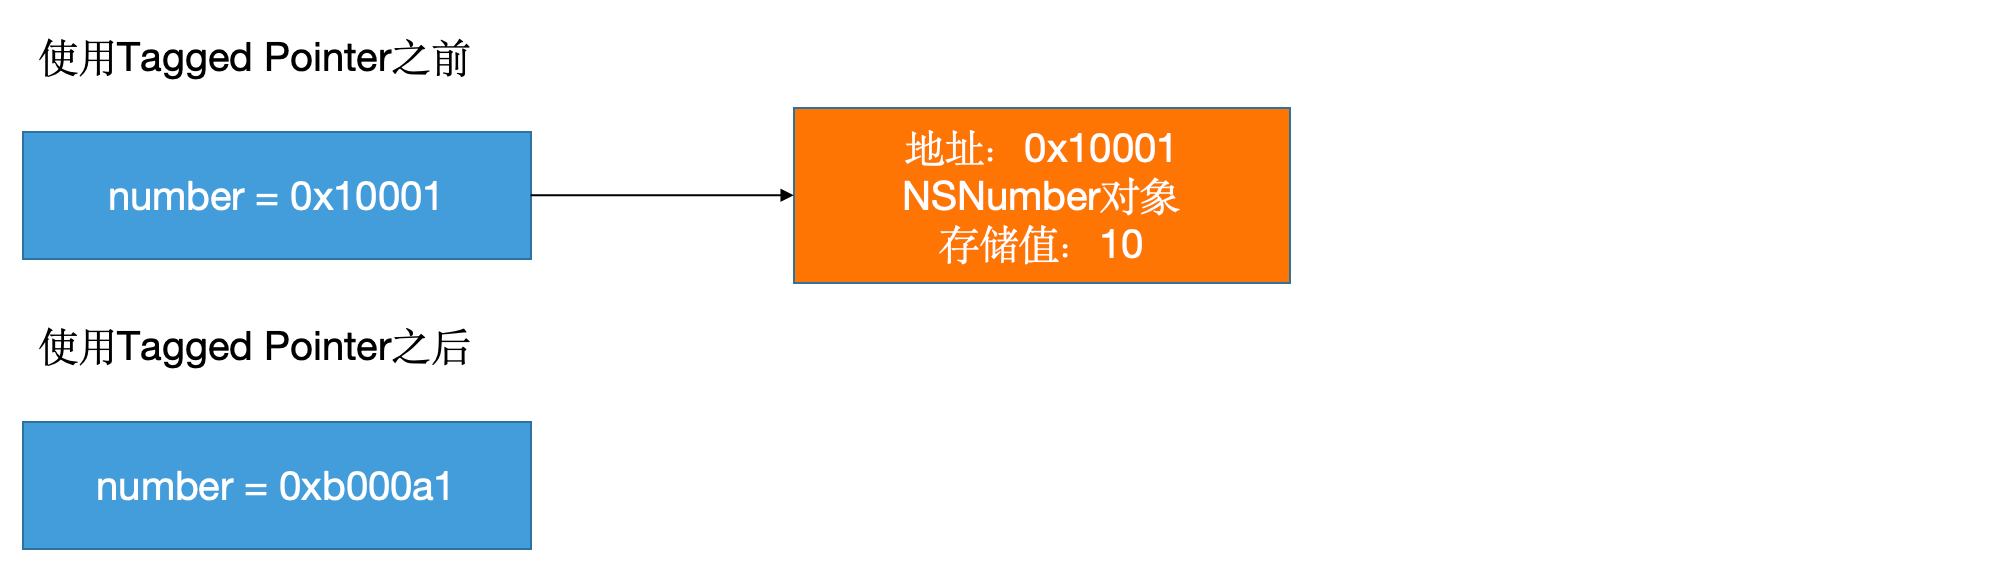 使用Tagged Pointer之前
number = 0x10001
地址： 0x10001
NSNumber对象
存储值： 10
使用Tagged Pointer之后
number = 0xb000a1